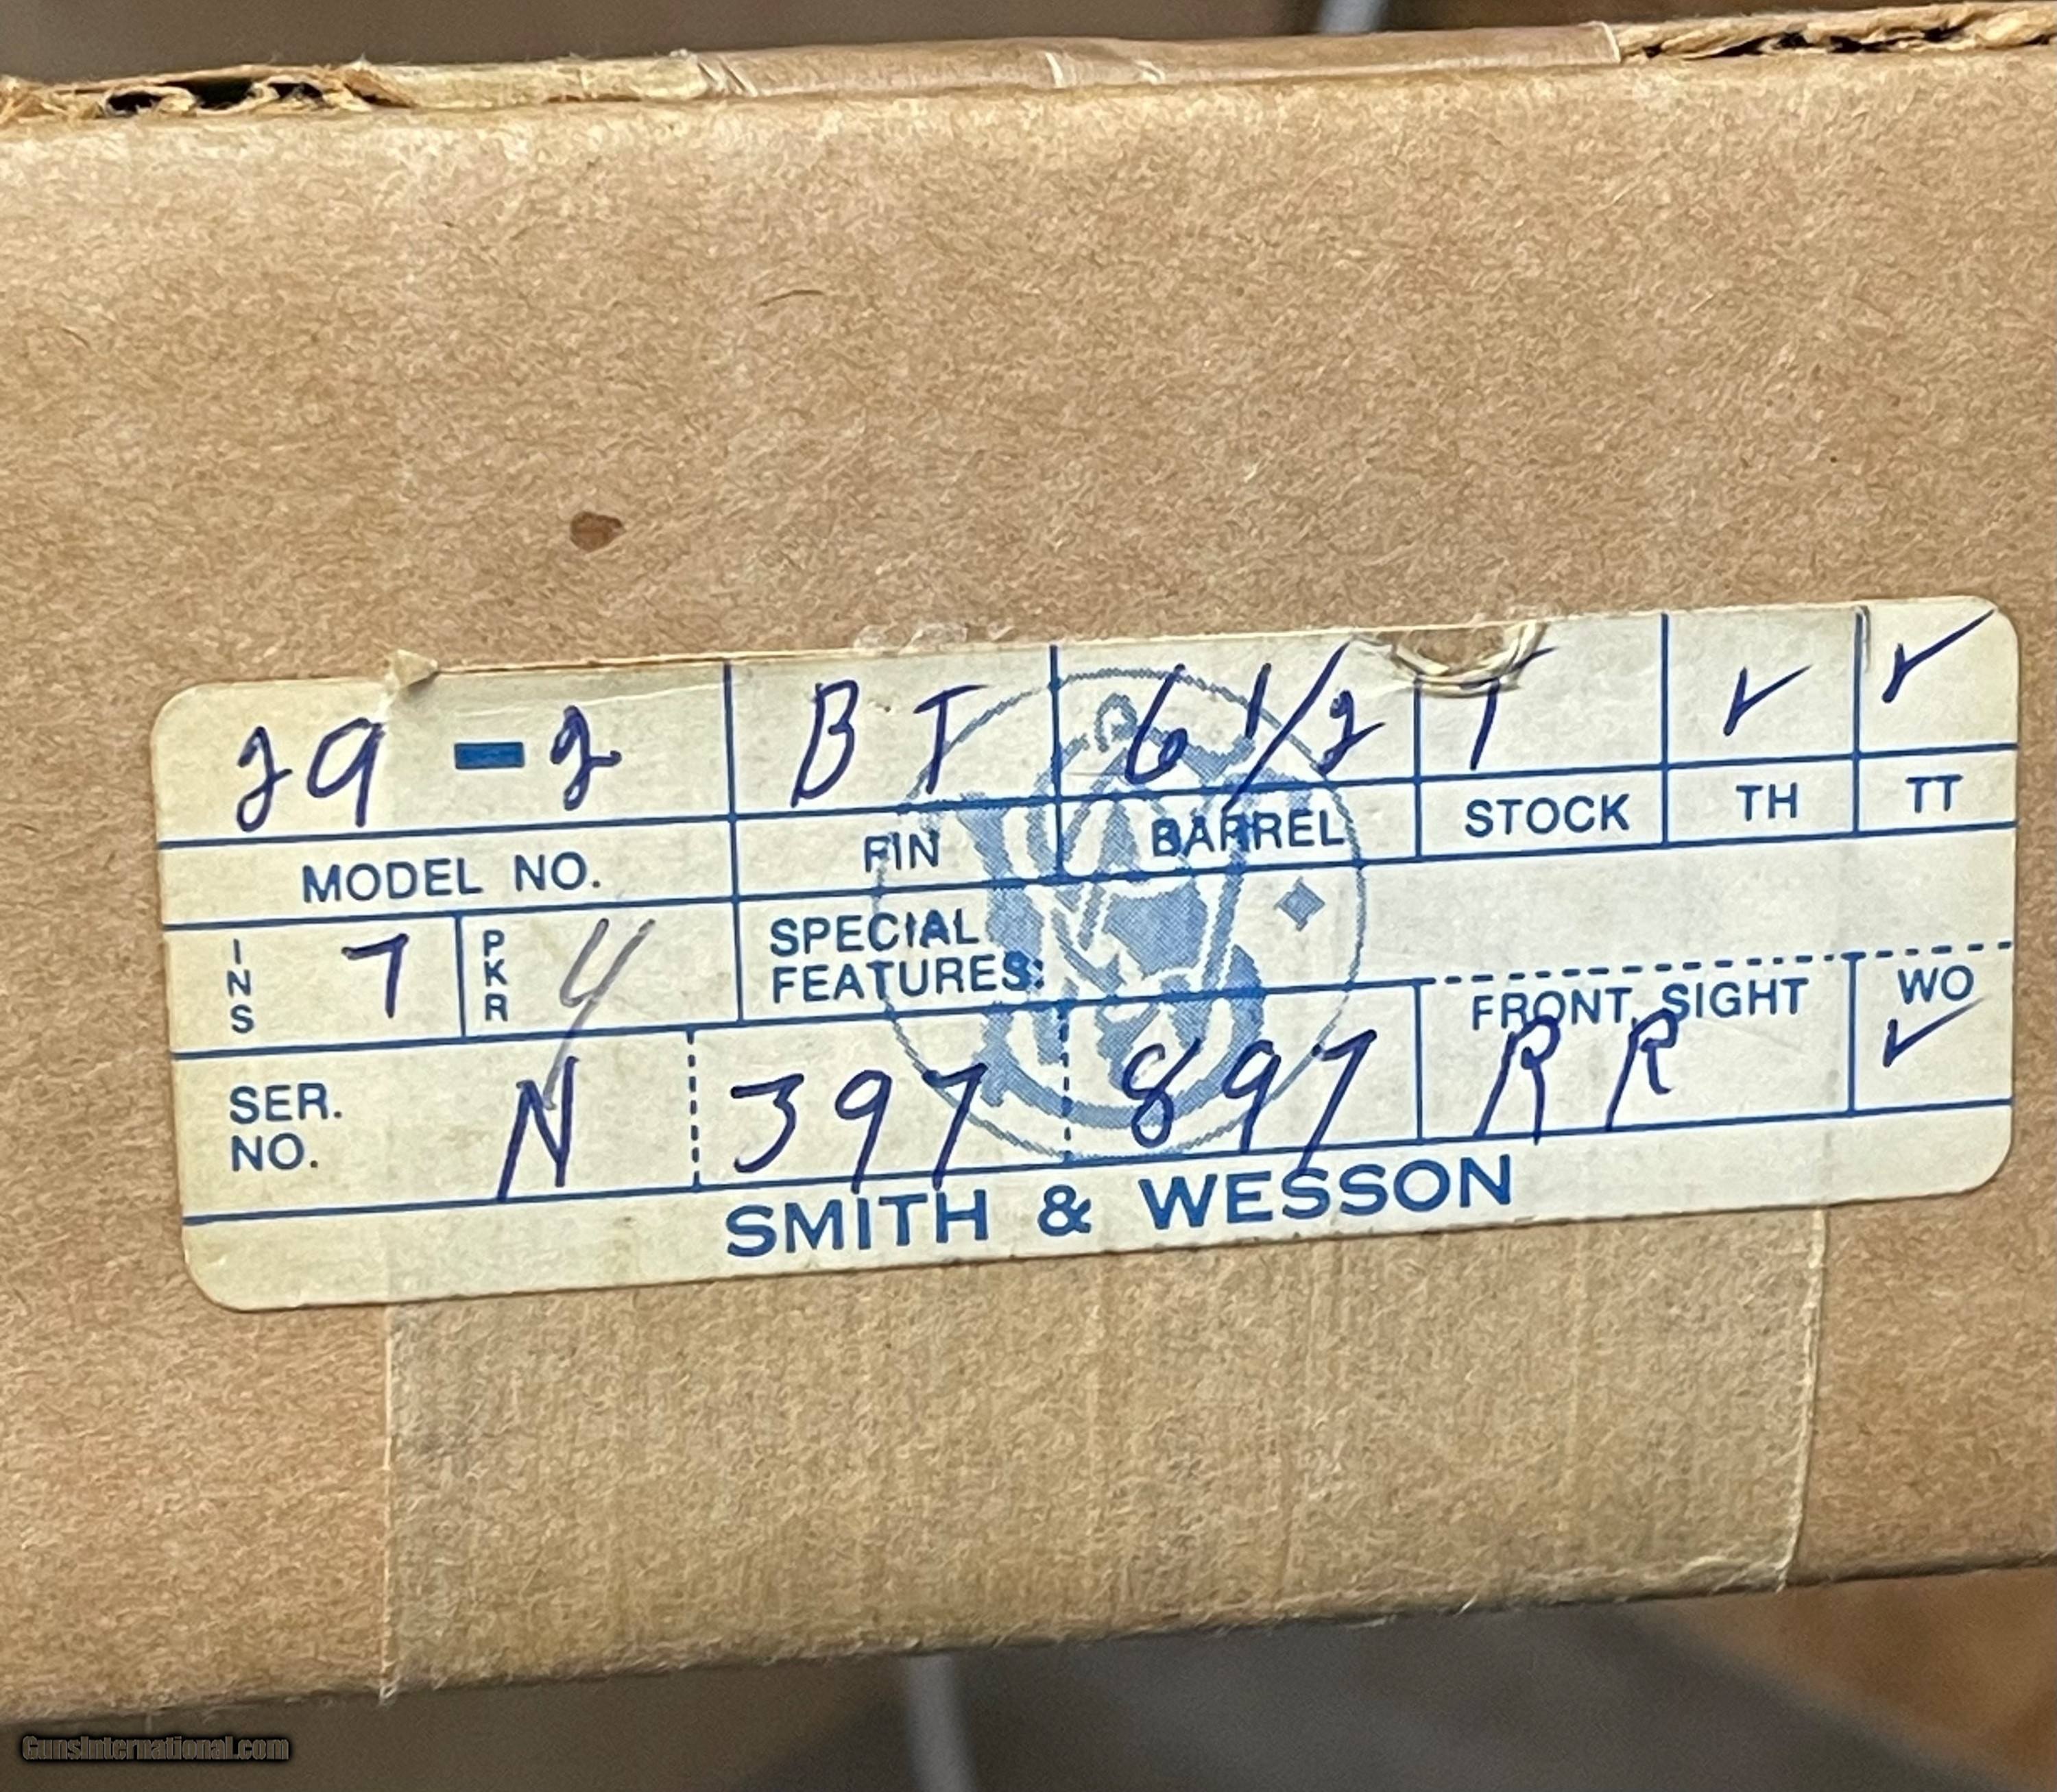 29-2 BT 6 1/2 T ✓ ✓
MODEL NO. FIN BARREL STOCK TH TT
INS 7 PKR 4 SPECIAL
FEATURES:
FRONT SIGHT WO
SER.
NO. N 397 897 RR ✓
SMITH & WESSON
GunsInternational.com